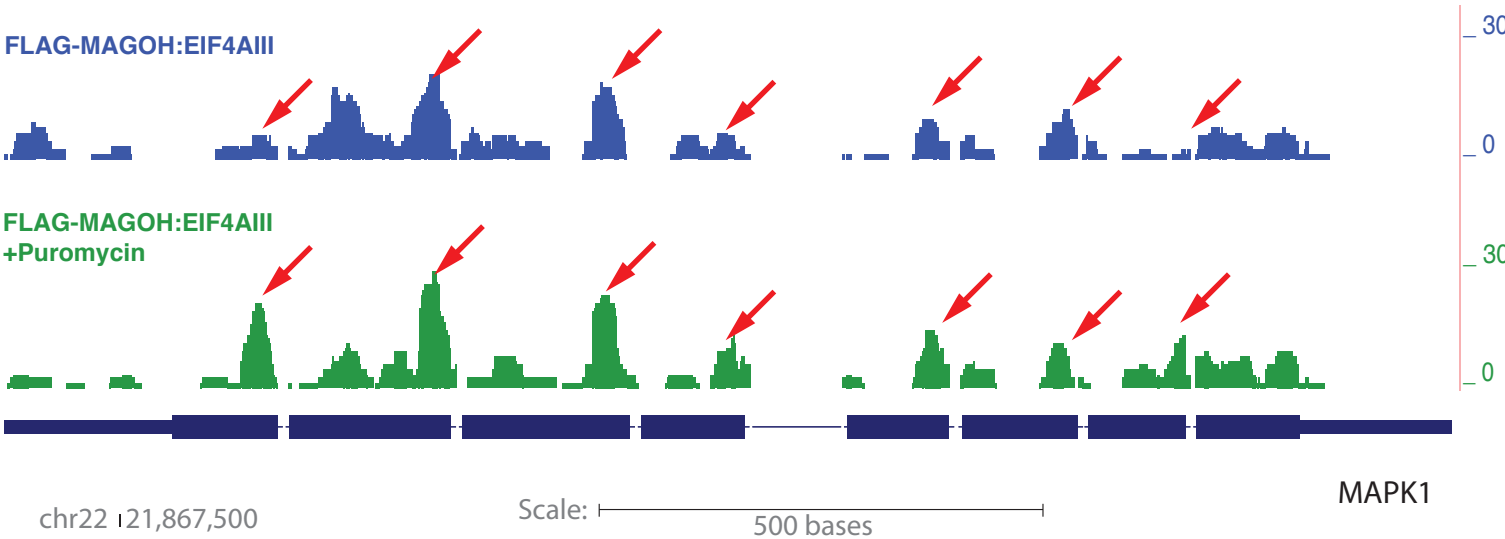 FLAG-MAGOH:EIF4AIII
30
0
FLAG-MAGOH:EIF4AIII
+Puromycin
30
0
MAPK1
chr22 21,867,500
Scale:
500 bases